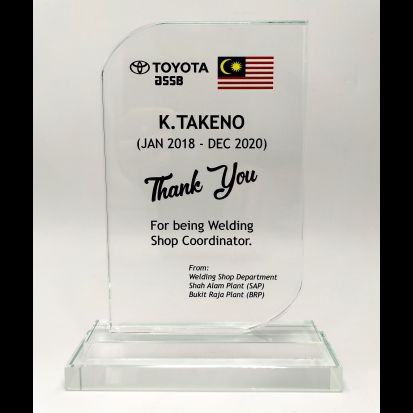 TOYOTA
ASSB
K.TAKENO
(JAN 2018 - DEC 2020)
Thank You
For being Welding
Shop Coordinator.
From:
Welding Shop Department
Shah Alam Plant (SAP)
Bukit Raja Plant (BRP)